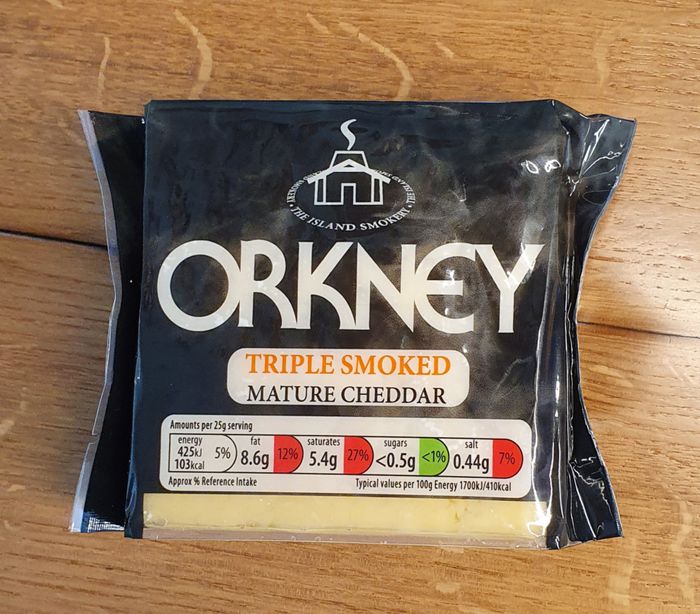 THE ISLAND SMOKERY
ORKNEY
TRIPLE SMOKED
MATURE CHEDDAR
Amounts per 25g serving
energy 425kJ 103kcal 5%
fat 8.6g 12%
saturates 5.4g 27%
sugars <0.5g <1%
salt 0.44g 7%
Approx % Reference Intake
Typical values per 100g Energy 1700kJ/410kcal